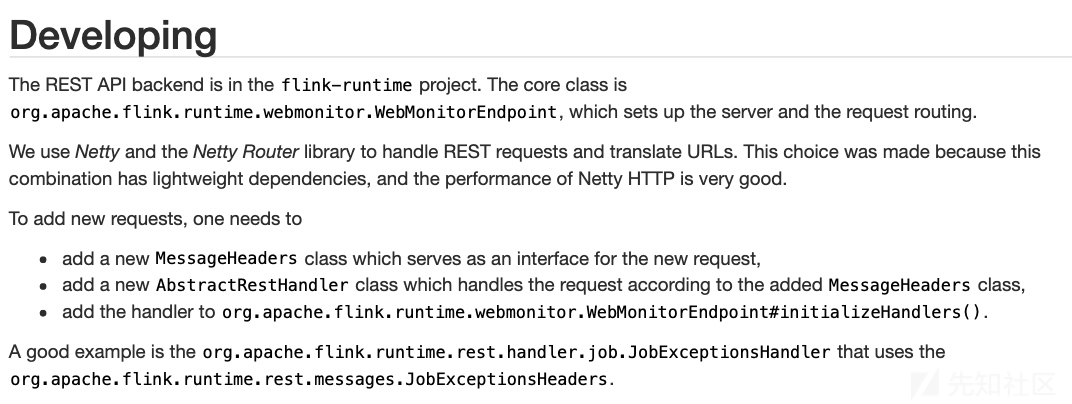 Developing
The REST API backend is in the flink-runtime project. The core class is
org.apache.flink.runtime.webmonitor.WebMonitorEndpoint, which sets up the server and the request routing.
We use Netty and the Netty Router library to handle REST requests and translate URLs. This choice was made because this
combination has lightweight dependencies, and the performance of Netty HTTP is very good.
To add new requests, one needs to
• add a new MessageHeaders class which serves as an interface for the new request,
• add a new AbstractRestHandler class which handles the request according to the added MessageHeaders class,
• add the handler to org.apache.flink.runtime.webmonitor.WebMonitorEndpoint#initializeHandlers().
A good example is the org.apache.flink.runtime.rest.handler.job.JobExceptionsHandler that uses the
org.apache.flink.runtime.rest.messages.JobExceptionsHeaders.
先知社区